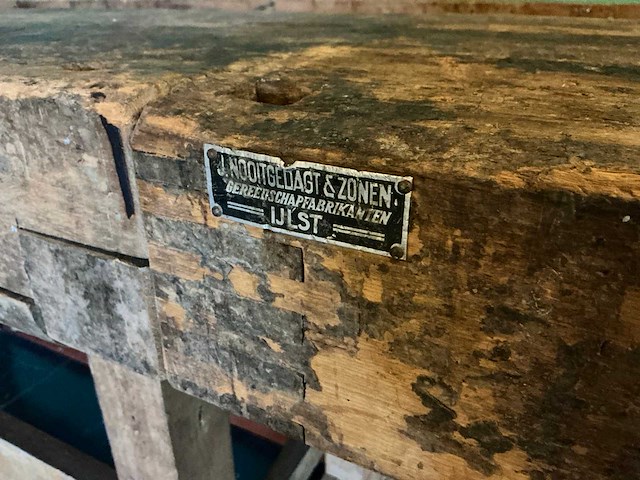 J. NOOITGEDAGT & ZONEN
GEREEDSCHAPFABRIKANTEN
IJLST